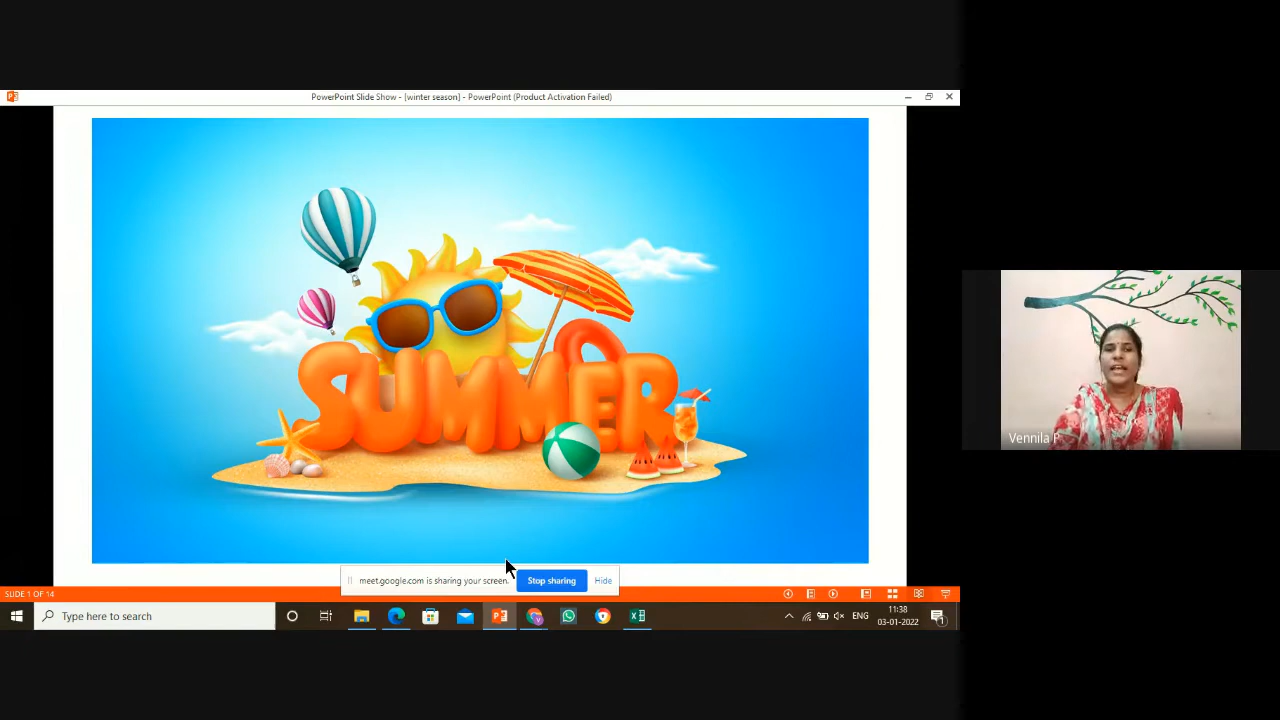 PowerPoint Slide Show - [winter season] - PowerPoint (Product Activation Failed)
SUMMER
Vennila P
meet.google.com is sharing your screen.
Stop sharing
Hide
SLIDE 1 OF 14
Type here to search
ENG
11:38
03-01-2022
1